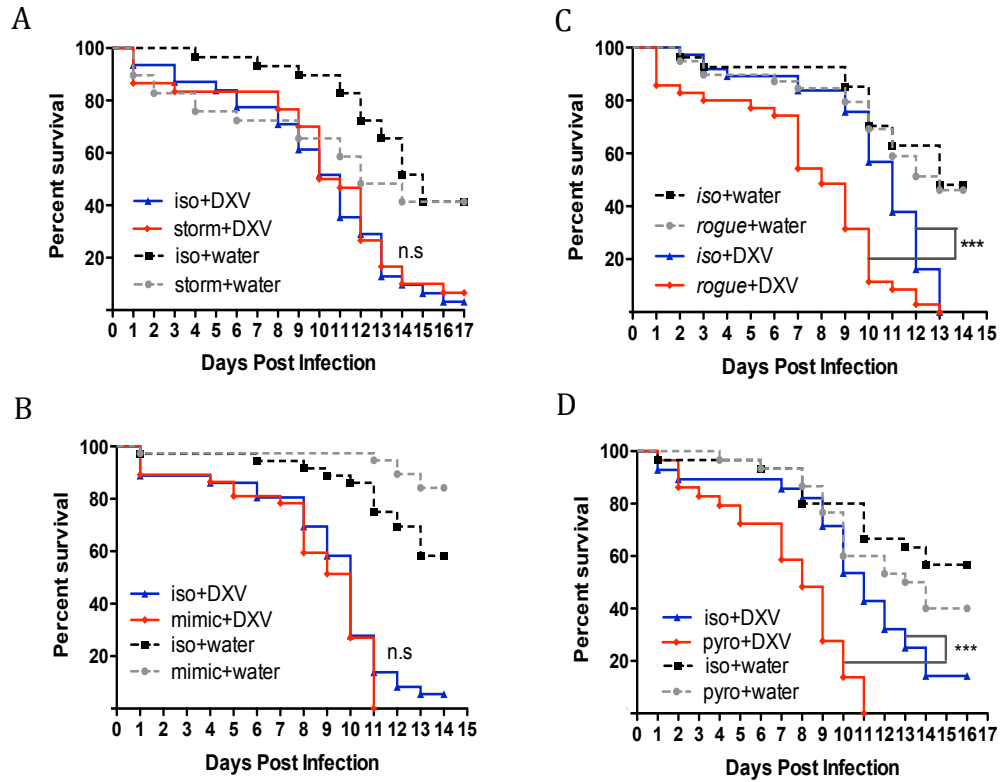 A
Percent survival
100
80
60
40
20
iso+DXV
storm+DXV
iso+water
storm+water
n.s
0 1 2 3 4 5 6 7 8 9 10 11 12 13 14 15 16 17
Days Post Infection
B
Percent survival
100
80
60
40
20
iso+DXV
mimic+DXV
iso+water
mimic+water
n.s
0 1 2 3 4 5 6 7 8 9 10 11 12 13 14 15
Days Post Infection
C
Percent survival
100
80
60
40
20
iso+water
rogue+water
iso+DXV
rogue+DXV
***
0 1 2 3 4 5 6 7 8 9 10 11 12 13 14 15
Days Post Infection
D
Percent survival
100
80
60
40
20
iso+DXV
pyro+DXV
iso+water
pyro+water
***
0 1 2 3 4 5 6 7 8 9 10 11 12 13 14 15 16 17
Days Post Infection